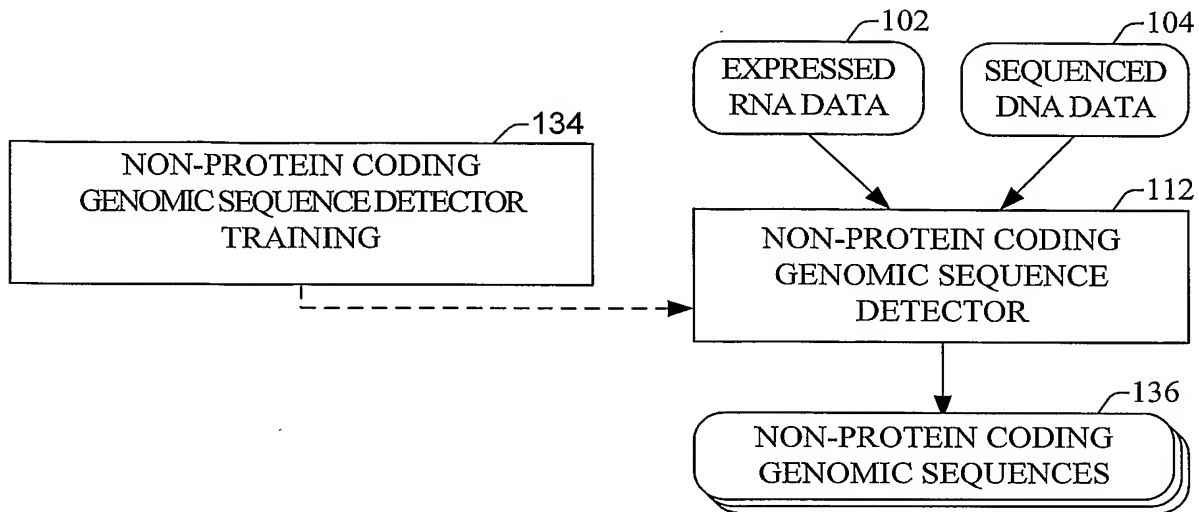 102
EXPRESSED
RNA DATA
104
SEQUENCED
DNA DATA
134
NON-PROTEIN CODING
GENOMIC SEQUENCE DETECTOR
TRAINING
112
NON-PROTEIN CODING
GENOMIC SEQUENCE
DETECTOR
136
NON-PROTEIN CODING
GENOMIC SEQUENCES